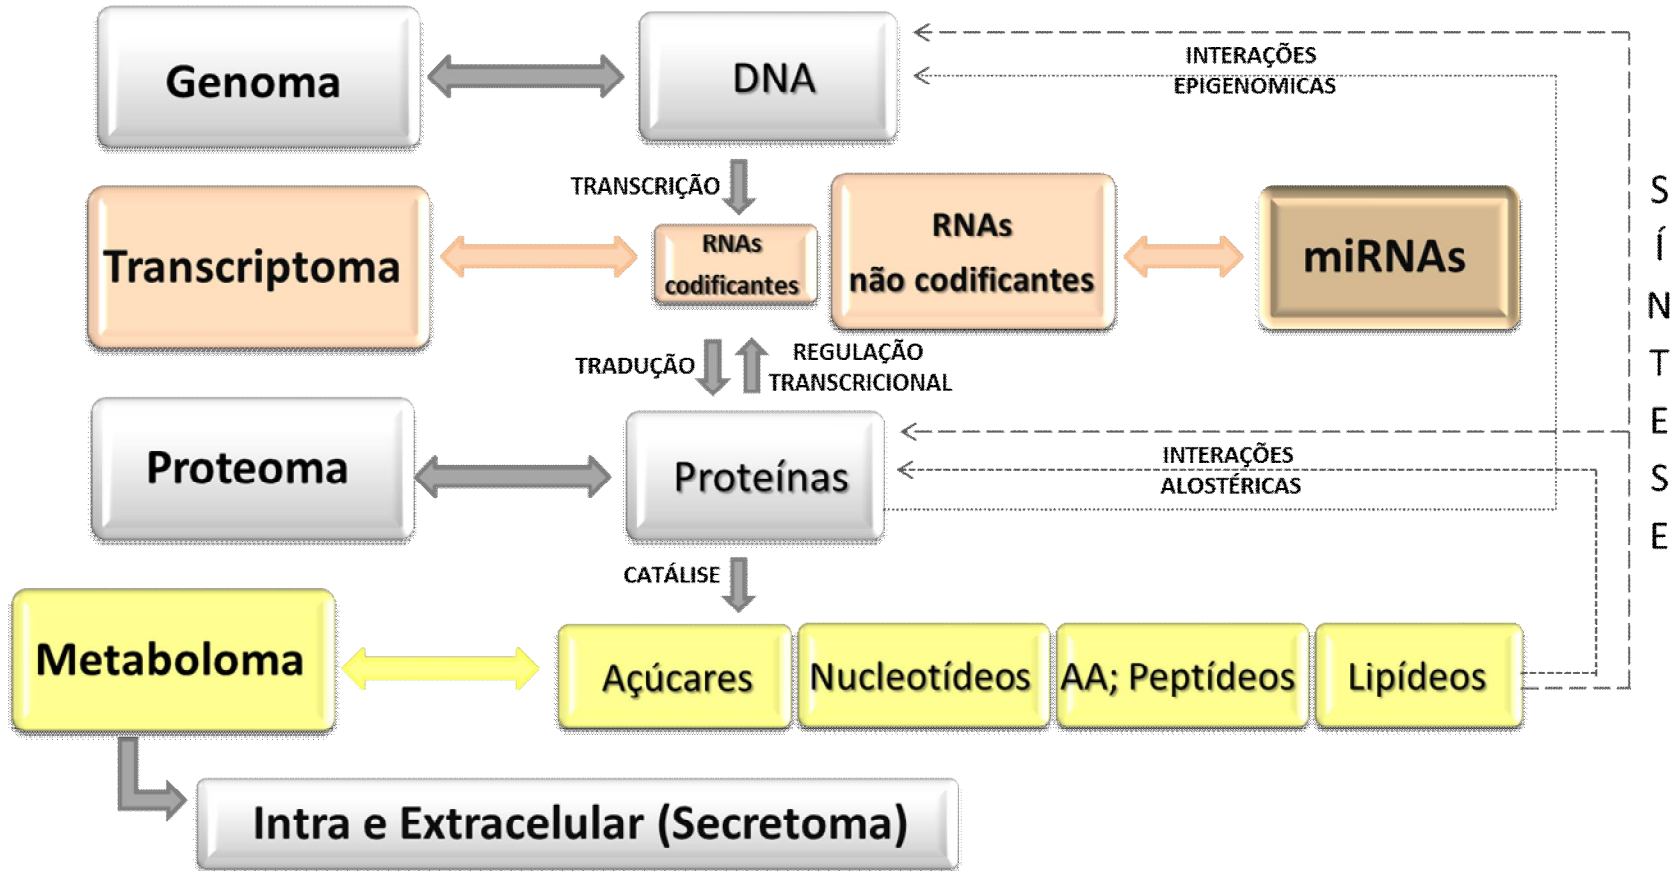 Genoma
DNA
INTERAÇÕES
EPIGENOMICAS
TRANSCRIÇÃO
Transcriptoma
RNAs
codificantes
RNAs
não codificantes
miRNAs
TRADUÇÃO
REGULAÇÃO
TRANSCRICIONAL
Proteoma
Proteínas
INTERAÇÕES
ALOSTÉRICAS
CATÁLISE
Metaboloma
Açúcares
Nucleotídeos
AA; Peptídeos
Lipídeos
Intra e Extracelular (Secretoma)
S
Í
N
T
E
S
E